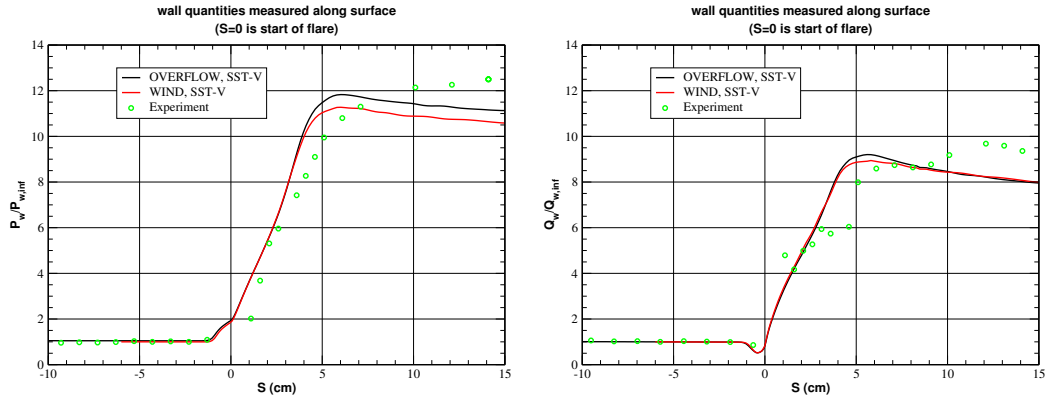 wall quantities measured along surface
(S=0 is start of flare)
14
12
10
8
6
4
2
0
P_w/P_w,inf
OVERFLOW, SST-V
WIND, SST-V
Experiment
-10
-5
0
5
10
15
S (cm)
wall quantities measured along surface
(S=0 is start of flare)
14
12
10
8
6
4
2
0
Q_w/Q_w,inf
OVERFLOW, SST-V
WIND, SST-V
Experiment
-10
-5
0
5
10
15
S (cm)